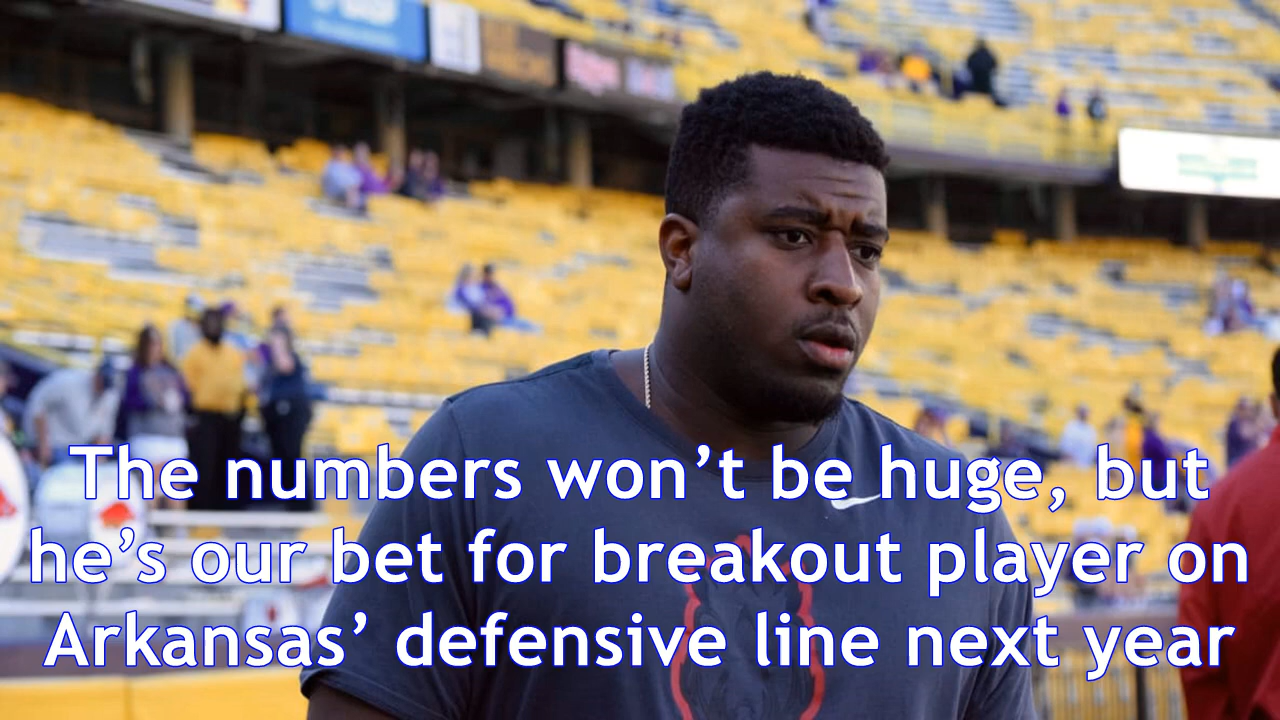 The numbers won’t be huge, but
he’s our bet for breakout player on
Arkansas’ defensive line next year